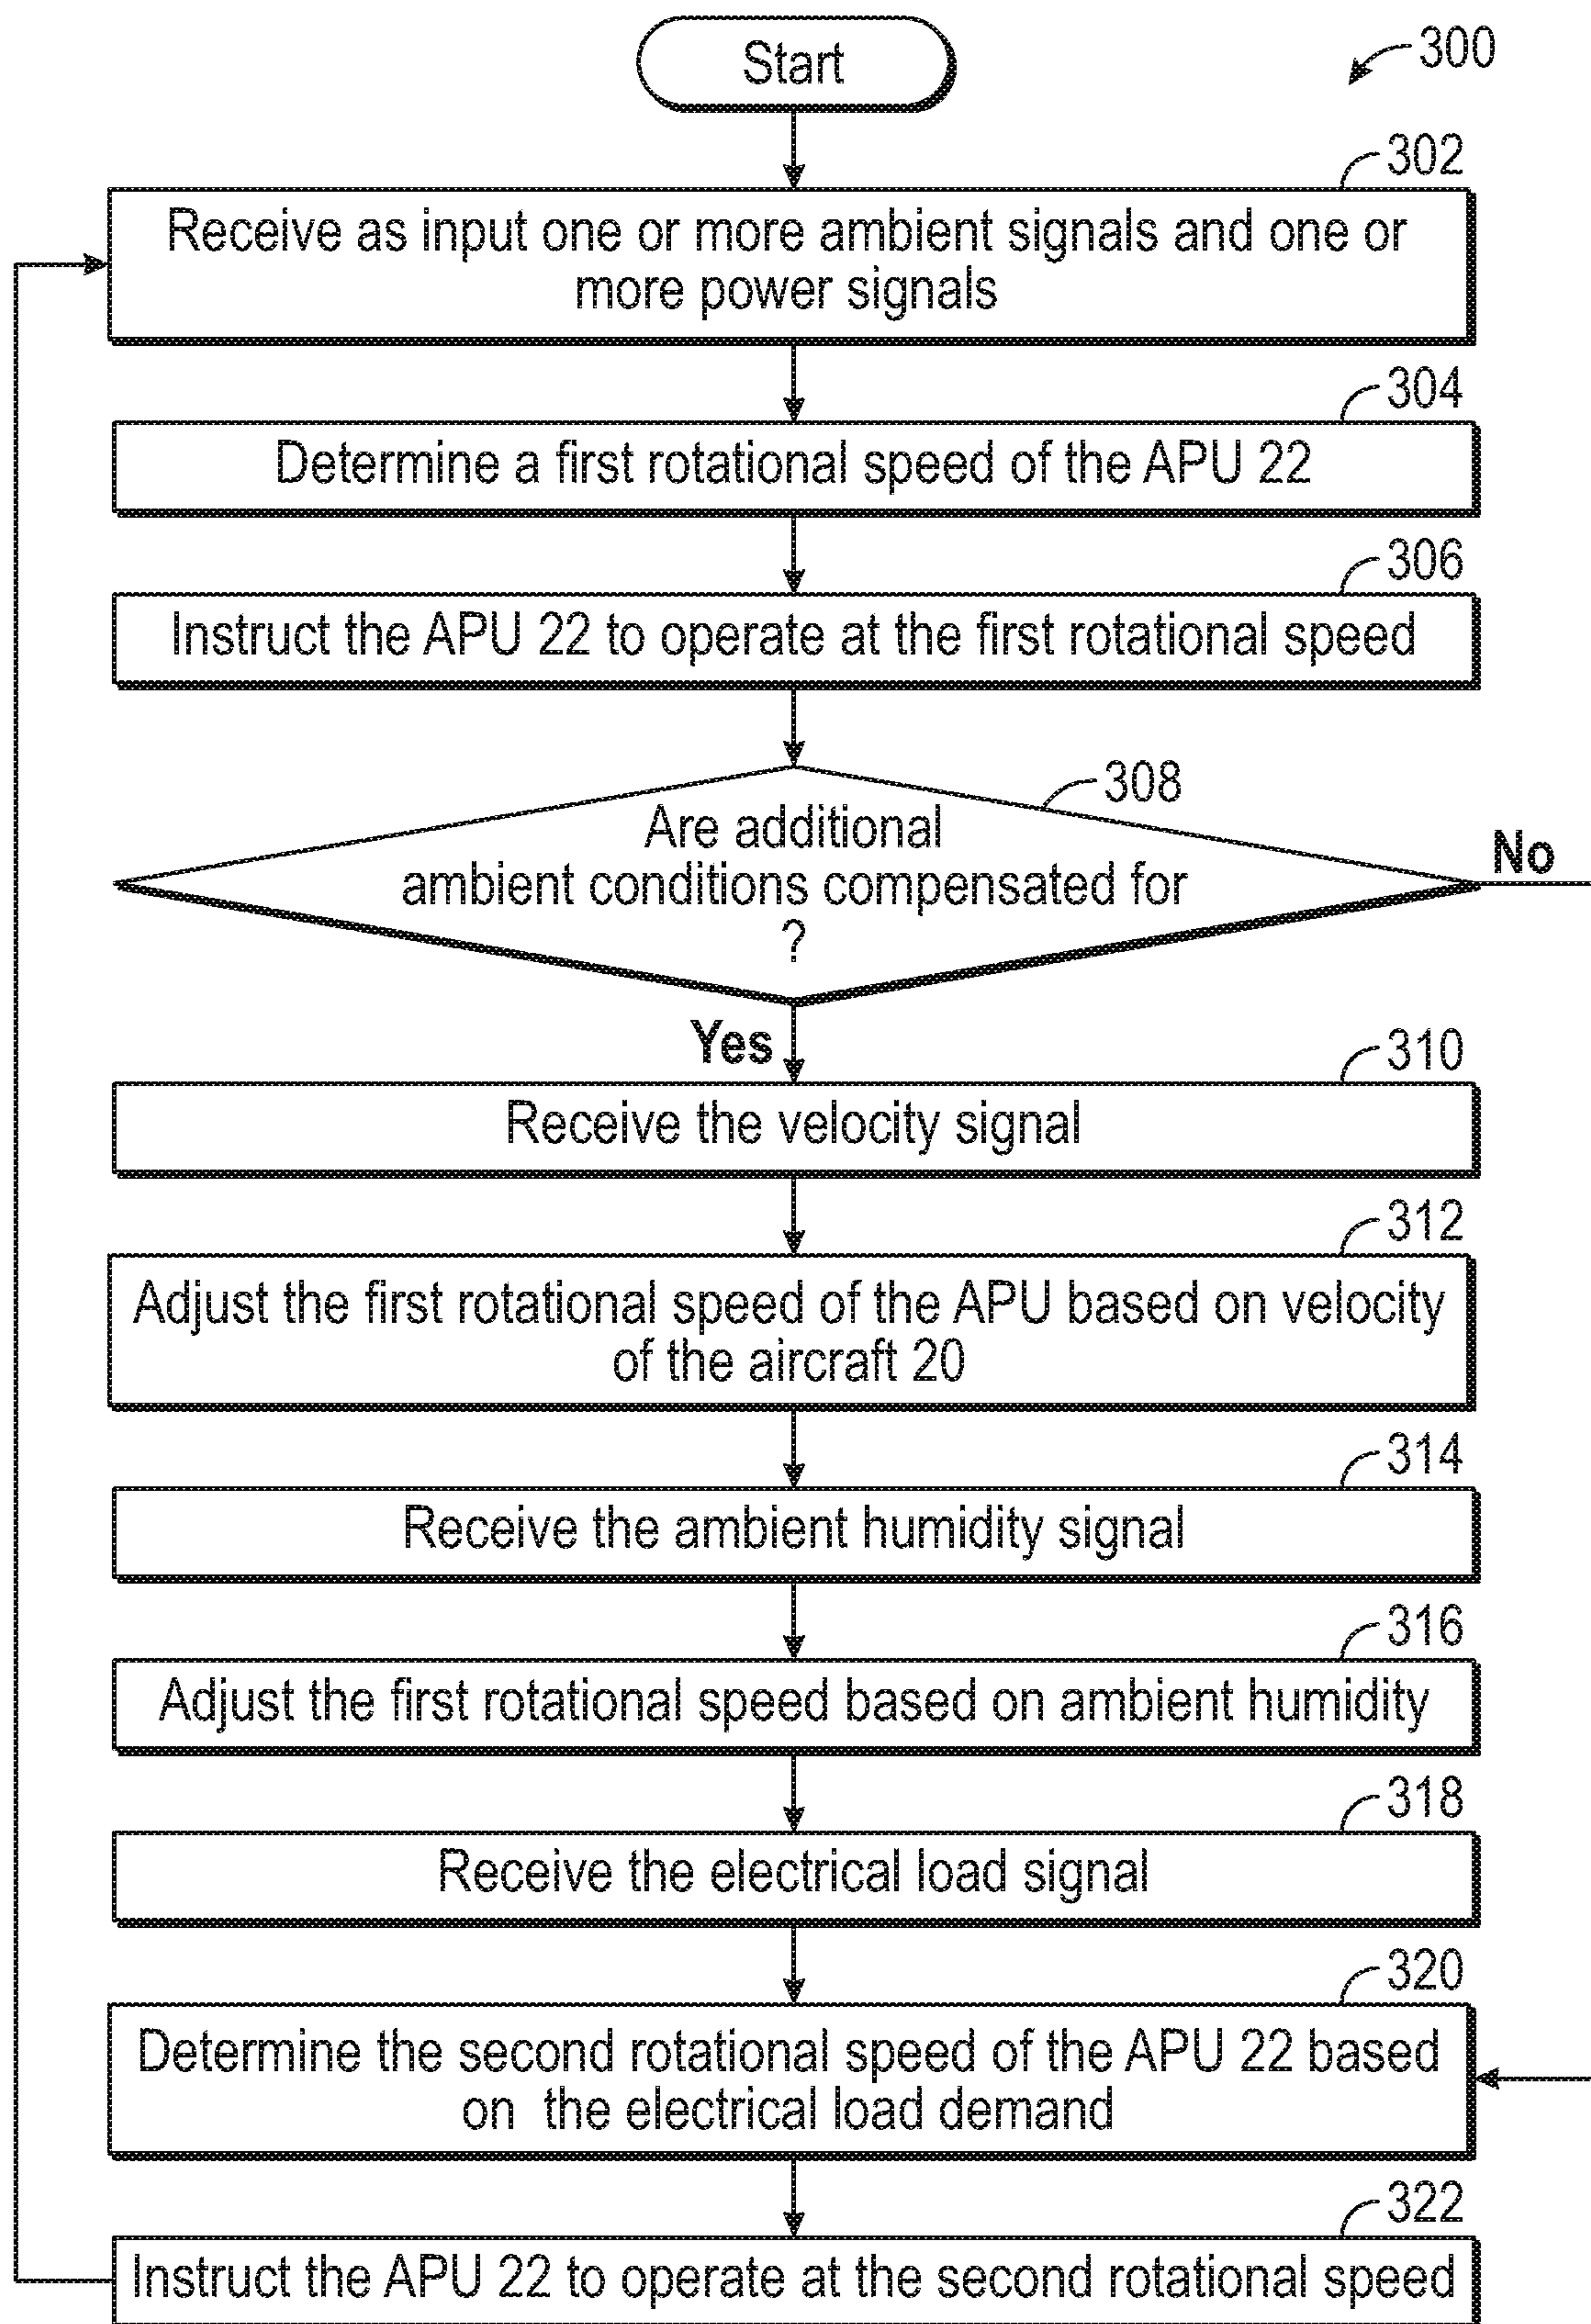 Start
300
302
Receive as input one or more ambient signals and one or
more power signals
304
Determine a first rotational speed of the APU 22
306
Instruct the APU 22 to operate at the first rotational speed
308
Are additional
ambient conditions compensated for
?
No
Yes
310
Receive the velocity signal
312
Adjust the first rotational speed of the APU based on velocity
of the aircraft 20
314
Receive the ambient humidity signal
316
Adjust the first rotational speed based on ambient humidity
318
Receive the electrical load signal
320
Determine the second rotational speed of the APU 22 based
on the electrical load demand
322
Instruct the APU 22 to operate at the second rotational speed